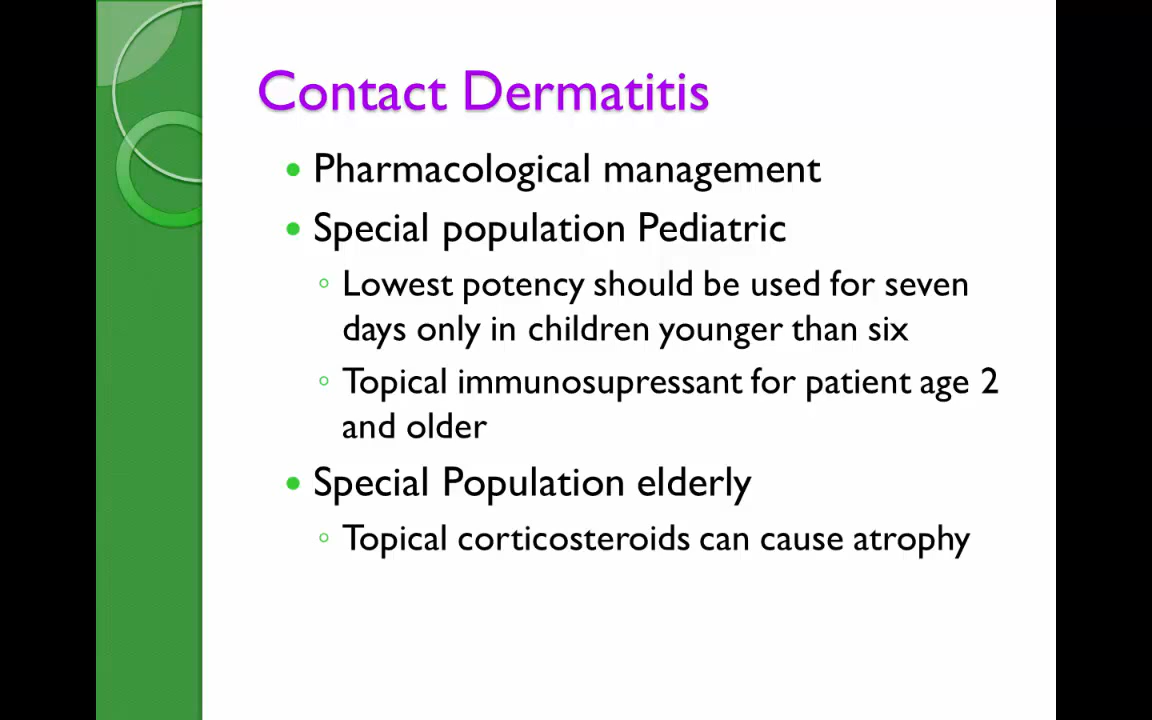 Contact Dermatitis
• Pharmacological management
• Special population Pediatric
◦ Lowest potency should be used for seven
days only in children younger than six
◦ Topical immunosupressant for patient age 2
and older
• Special Population elderly
◦ Topical corticosteroids can cause atrophy